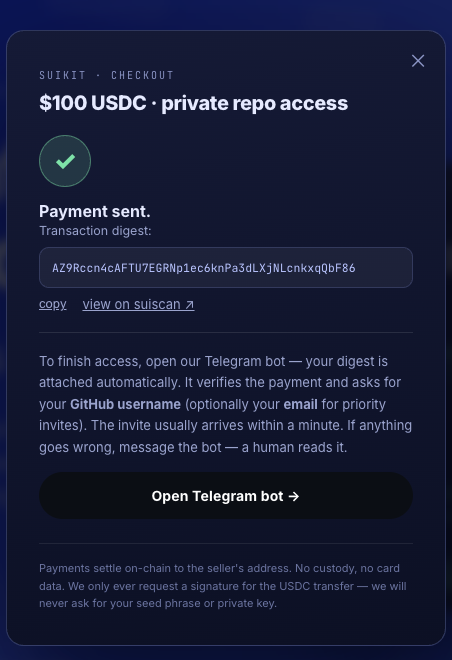 SUIKIT · CHECKOUT
$100 USDC · private repo access
Payment sent.
Transaction digest:
AZ9Rccn4cAFTU7EGRNp1ec6knPa3dLXjNLcnkxqQbF86
copy view on suiscan ↗
To finish access, open our Telegram bot — your digest is
attached automatically. It verifies the payment and asks for
your GitHub username (optionally your email for priority
invites). The invite usually arrives within a minute. If anything
goes wrong, message the bot — a human reads it.
Open Telegram bot →
Payments settle on-chain to the seller's address. No custody, no card
data. We only ever request a signature for the USDC transfer — we will
never ask for your seed phrase or private key.